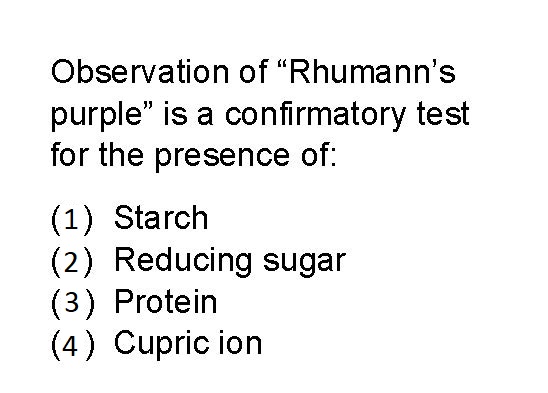 Observation of “Rhumann’s
purple” is a confirmatory test
for the presence of:
(1) Starch
(2) Reducing sugar
(3) Protein
(4) Cupric ion